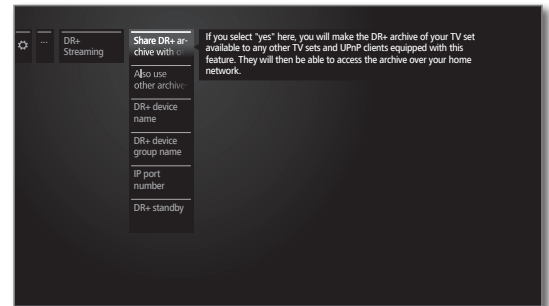 ...
DR+
Streaming
Share DR+ ar-
chive with
Also use
other archive
DR+ device
name
DR+ device
group name
IP port
number
DR+ standby
If you select "yes" here, you will make the DR+ archive of your TV set
available to any other TV sets and UPnP clients equipped with this
feature. They will then be able to access the archive over your home
network.